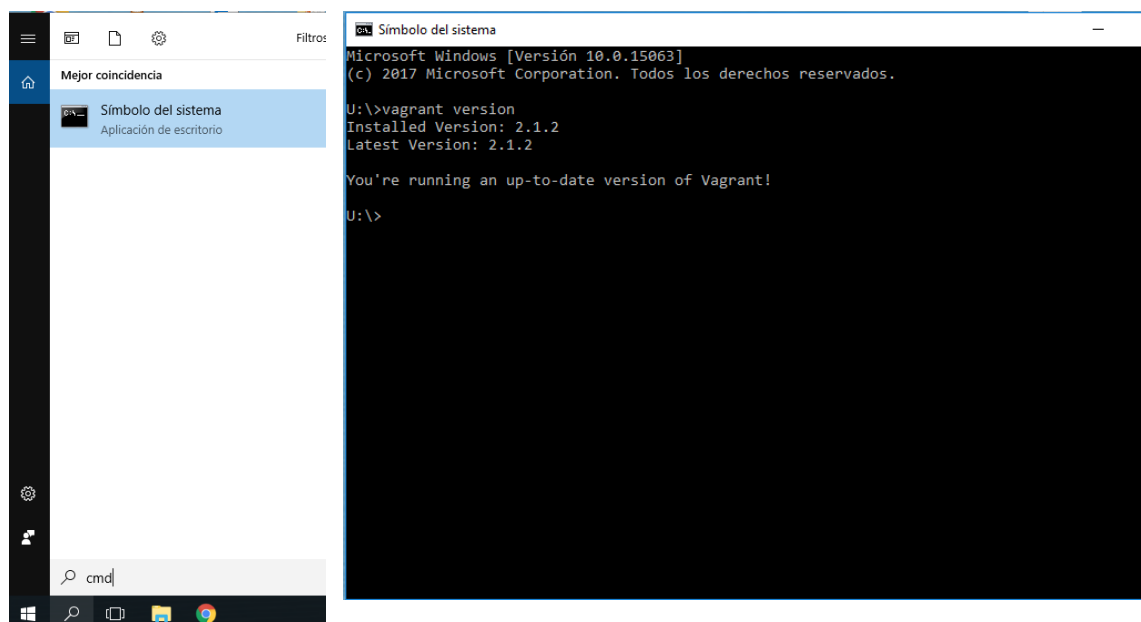 Filtros
Mejor coincidencia
Símbolo del sistema
Aplicación de escritorio
cmd
Símbolo del sistema
Microsoft Windows [Versión 10.0.15063]
(c) 2017 Microsoft Corporation. Todos los derechos reservados.
U:\>vagrant version
Installed Version: 2.1.2
Latest Version: 2.1.2
You're running an up-to-date version of Vagrant!
U:\>